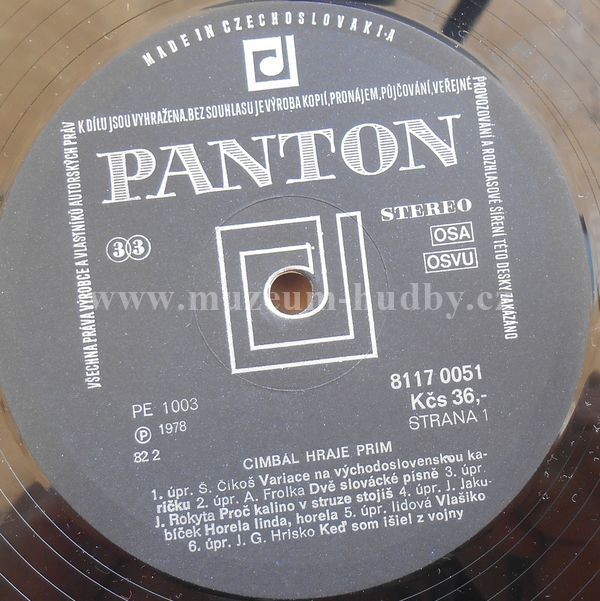 MADE IN CZECHOSLOVAKIA
VŠECHNA PRÁVA VÝROBCE A VLASTNÍKŮ AUTORSKÝCH PRÁV K DÍLU JSOU VYHRAŽENA. BEZ SOUHLASU JE VÝROBA KOPIÍ, PRONÁJEM, PŮJČOVÁNÍ, VEŘEJNÉ PROVOZOVÁNÍ A ROZHLASOVÉ ŠÍŘENÍ TÉTO DESKY ZAKÁZÁNO
PANTON
33
STEREO
OSA
OSVU
www.muzeum-hudby.cz
PE 1003
Ⓟ 1978
82 2
8117 0051
Kčs 36,-
STRANA 1
CIMBÁL HRAJE PRIM
1. úpr. Š. Čikoš Variace na východoslovenskou ka-
ričku 2. úpr. A. Frolka Dvě slovácké písně 3. úpr.
J. Rokyta Proč kalino v struze stojíš 4. úpr. J. Jaku-
bíček Horela linda, horela 5. úpr. lidová Vlašiko
6. úpr. J. G. Hrisko Keď som išiel z vojny